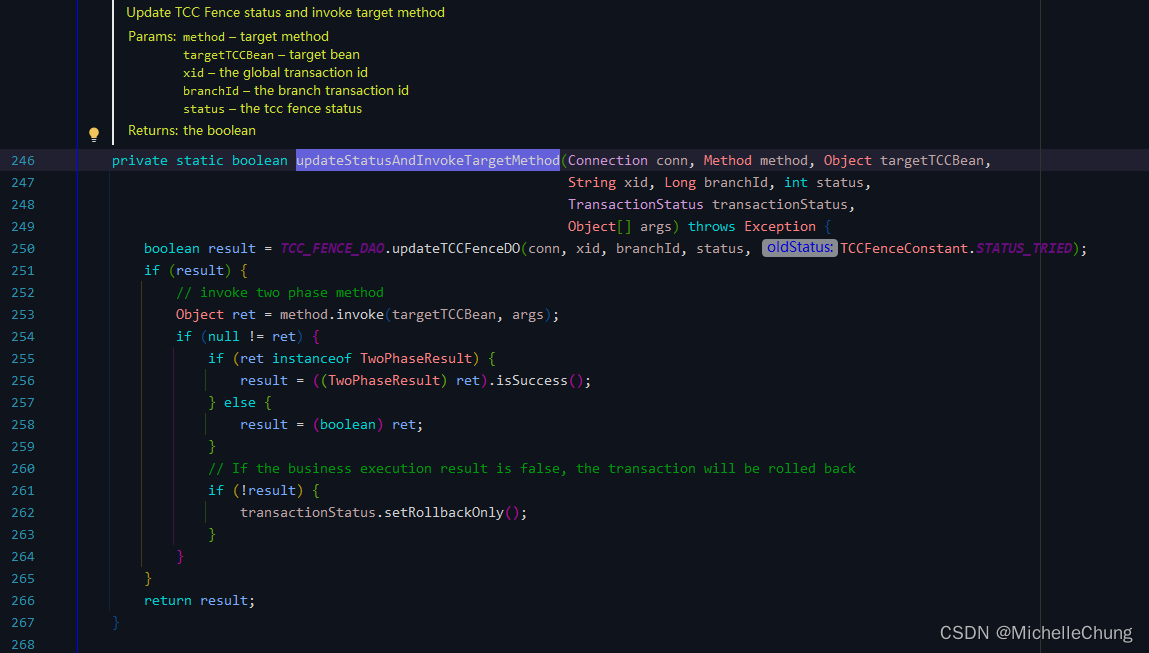 Update TCC Fence status and invoke target method
Params: method – target method
targetTCCBean – target bean
xid – the global transaction id
branchId – the branch transaction id
status – the tcc fence status
Returns: the boolean
246 private static boolean updateStatusAndInvokeTargetMethod(Connection conn, Method method, Object targetTCCBean,
247 String xid, Long branchId, int status,
248 TransactionStatus transactionStatus,
249 Object[] args) throws Exception {
250 boolean result = TCC_FENCE_DAO.updateTCCFenceDO(conn, xid, branchId, status, oldStatus: TCCFenceConstant.STATUS_TRIED);
251 if (result) {
252 // invoke two phase method
253 Object ret = method.invoke(targetTCCBean, args);
254 if (null != ret) {
255 if (ret instanceof TwoPhaseResult) {
256 result = ((TwoPhaseResult) ret).isSuccess();
257 } else {
258 result = (boolean) ret;
259 }
260 // If the business execution result is false, the transaction will be rolled back
261 if (!result) {
262 transactionStatus.setRollbackOnly();
263 }
264 }
265 }
266 return result;
267 }
268
CSDN @MichelleChung